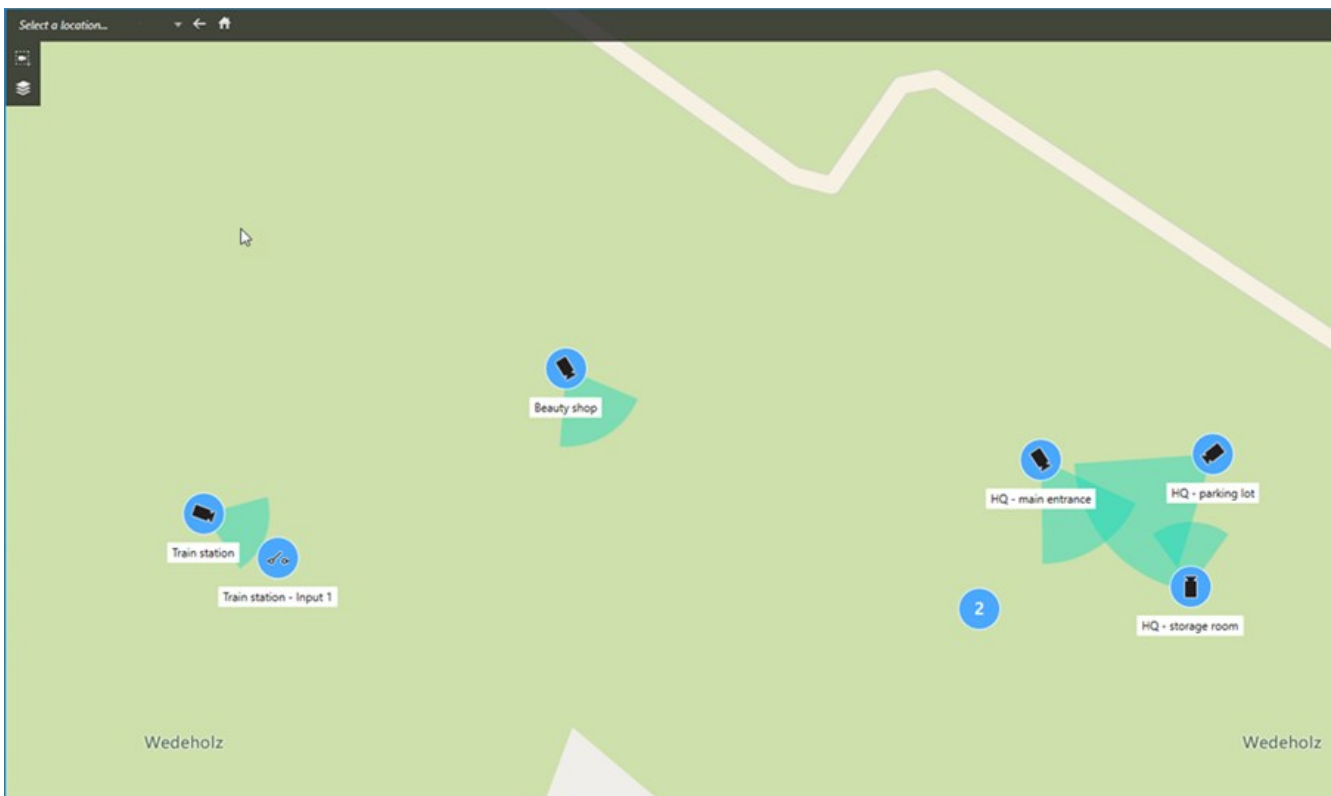 Select a location...
Beauty shop
HQ - main entrance
HQ - parking lot
Train station
Train station - Input 1
2
HQ - storage room
Wedeholz
Wedeholz